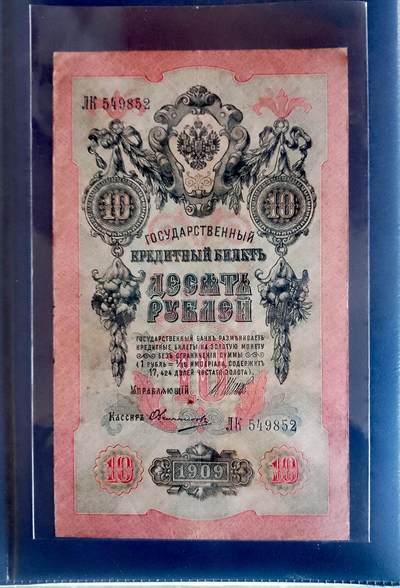 ЛК 549852
10 10
ГОСУДАРСТВЕННЫЙ
КРЕДИТНЫЙ БИЛЕТЪ
ДЕСЯТЬ
РУБЛЕЙ
ГОСУДАРСТВЕННЫЙ БАНКЪ РАЗМѢНИВАЕТЪ
КРЕДИТНЫЕ БИЛЕТЫ НА ЗОЛОТУЮ МОНЕТУ
БЕЗЪ ОГРАНИЧЕНІЯ СУММЫ
(1 РУБЛЬ = 1/15 ИМПЕРІАЛА, СОДЕРЖИТЪ
17,424 ДОЛЕЙ ЧИСТАГО ЗОЛОТА).
УПРАВЛЯЮЩІЙ
10
КАССИРЪ ЛК 549852
10 1909 10